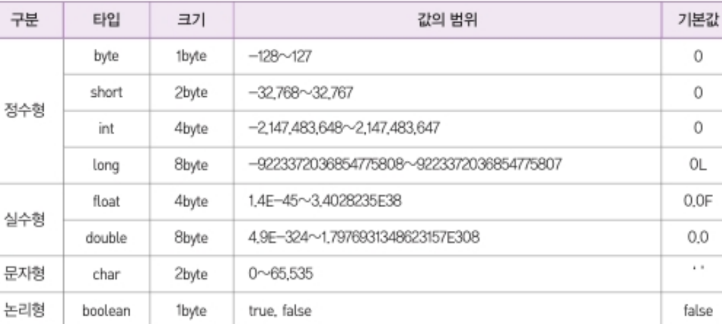 구분 타입 크기 값의 범위 기본값
정수형 byte 1byte -128~127 0
short 2byte -32,768~32,767 0
int 4byte -2,147,483,648~2,147,483,647 0
long 8byte -9223372036854775808~9223372036854775807 0L
실수형 float 4byte 1.4E-45~3.4028235E38 0.0F
double 8byte 4.9E-324~1.7976931348623157E308 0.0
문자형 char 2byte 0~65,535 ' '
논리형 boolean 1byte true, false false